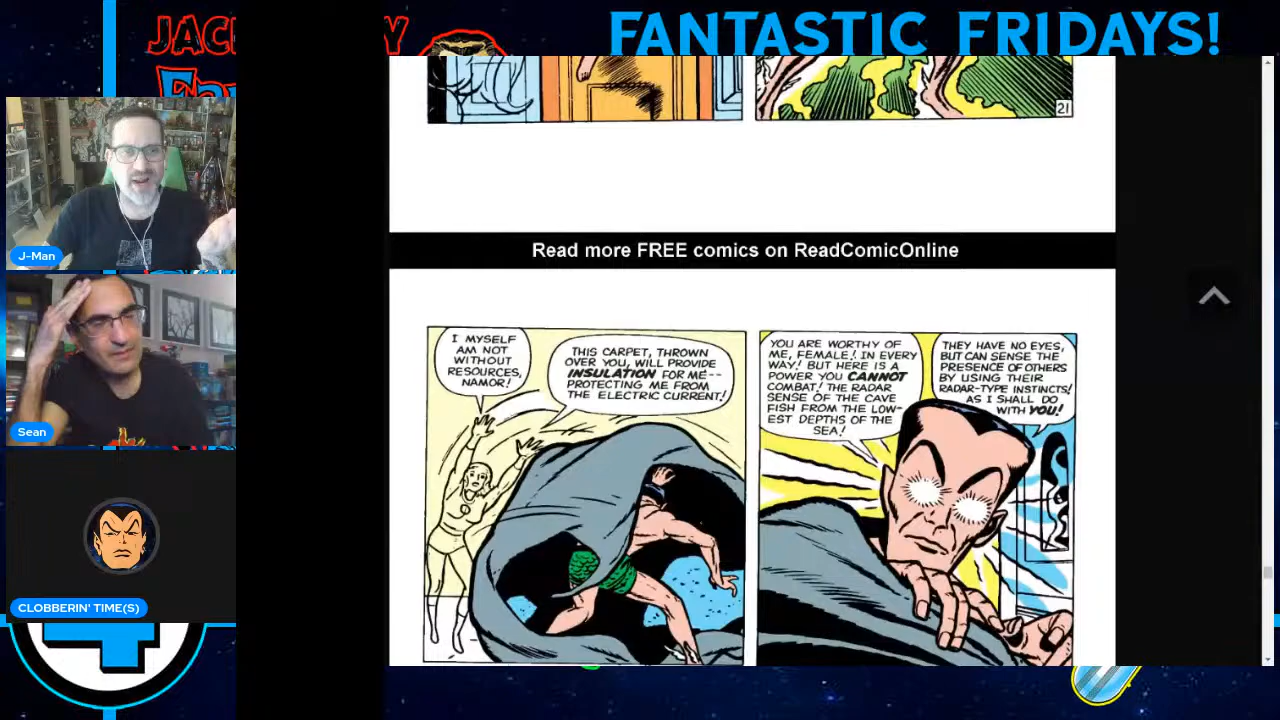 FANTASTIC FRIDAYS!
J-Man
Sean
CLOBBERIN' TIME(S)
21
Read more FREE comics on ReadComicOnline
I MYSELF
AM NOT
WITHOUT
RESOURCES,
NAMOR!
THIS CARPET, THROWN
OVER YOU, WILL PROVIDE
INSULATION FOR ME--
PROTECTING ME FROM
THE ELECTRIC CURRENT!
YOU ARE WORTHY OF
ME, FEMALE! IN EVERY
WAY! BUT HERE IS A
POWER YOU CANNOT
COMBAT! THE RADAR
SENSE OF THE CAVE
FISH FROM THE LOW-
EST DEPTHS OF THE
SEA!
THEY HAVE NO EYES,
BUT CAN SENSE THE
PRESENCE OF OTHERS
BY USING THEIR
RADAR-TYPE INSTINCTS!
AS I SHALL DO
WITH YOU!